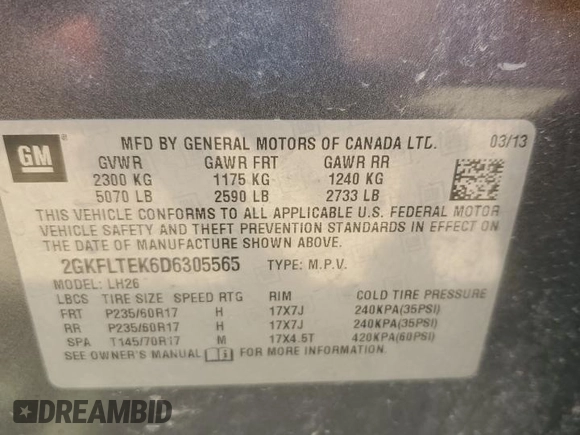 GM
MFD BY GENERAL MOTORS OF CANADA LTD. 03/13
GVWR GAWR FRT GAWR RR
2300 KG 1175 KG 1240 KG
5070 LB 2590 LB 2733 LB
THIS VEHICLE CONFORMS TO ALL APPLICABLE U.S. FEDERAL MOTOR
VEHICLE SAFETY AND THEFT PREVENTION STANDARDS IN EFFECT ON
THE DATE OF MANUFACTURE SHOWN ABOVE.
2GKFLTEK6D6305565 TYPE: M.P.V.
MODEL: LH26
LBCS TIRE SIZE SPEED RTG RIM COLD TIRE PRESSURE
FRT P235/60R17 H 17X7J 240KPA(35PSI)
RR P235/60R17 H 17X7J 240KPA(35PSI)
SPA T145/70R17 M 17X4.5T 420KPA(60PSI)
SEE OWNER'S MANUAL FOR MORE INFORMATION.
DREAMBID